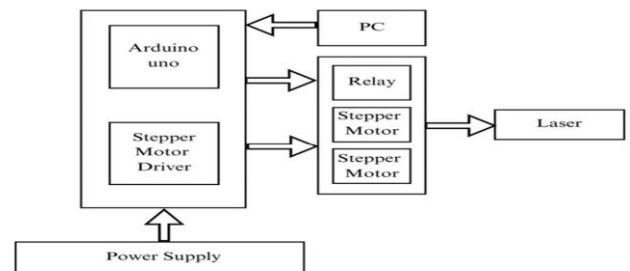 Arduino
uno
Stepper
Motor
Driver
PC
Relay
Stepper
Motor
Stepper
Motor
Laser
Power Supply